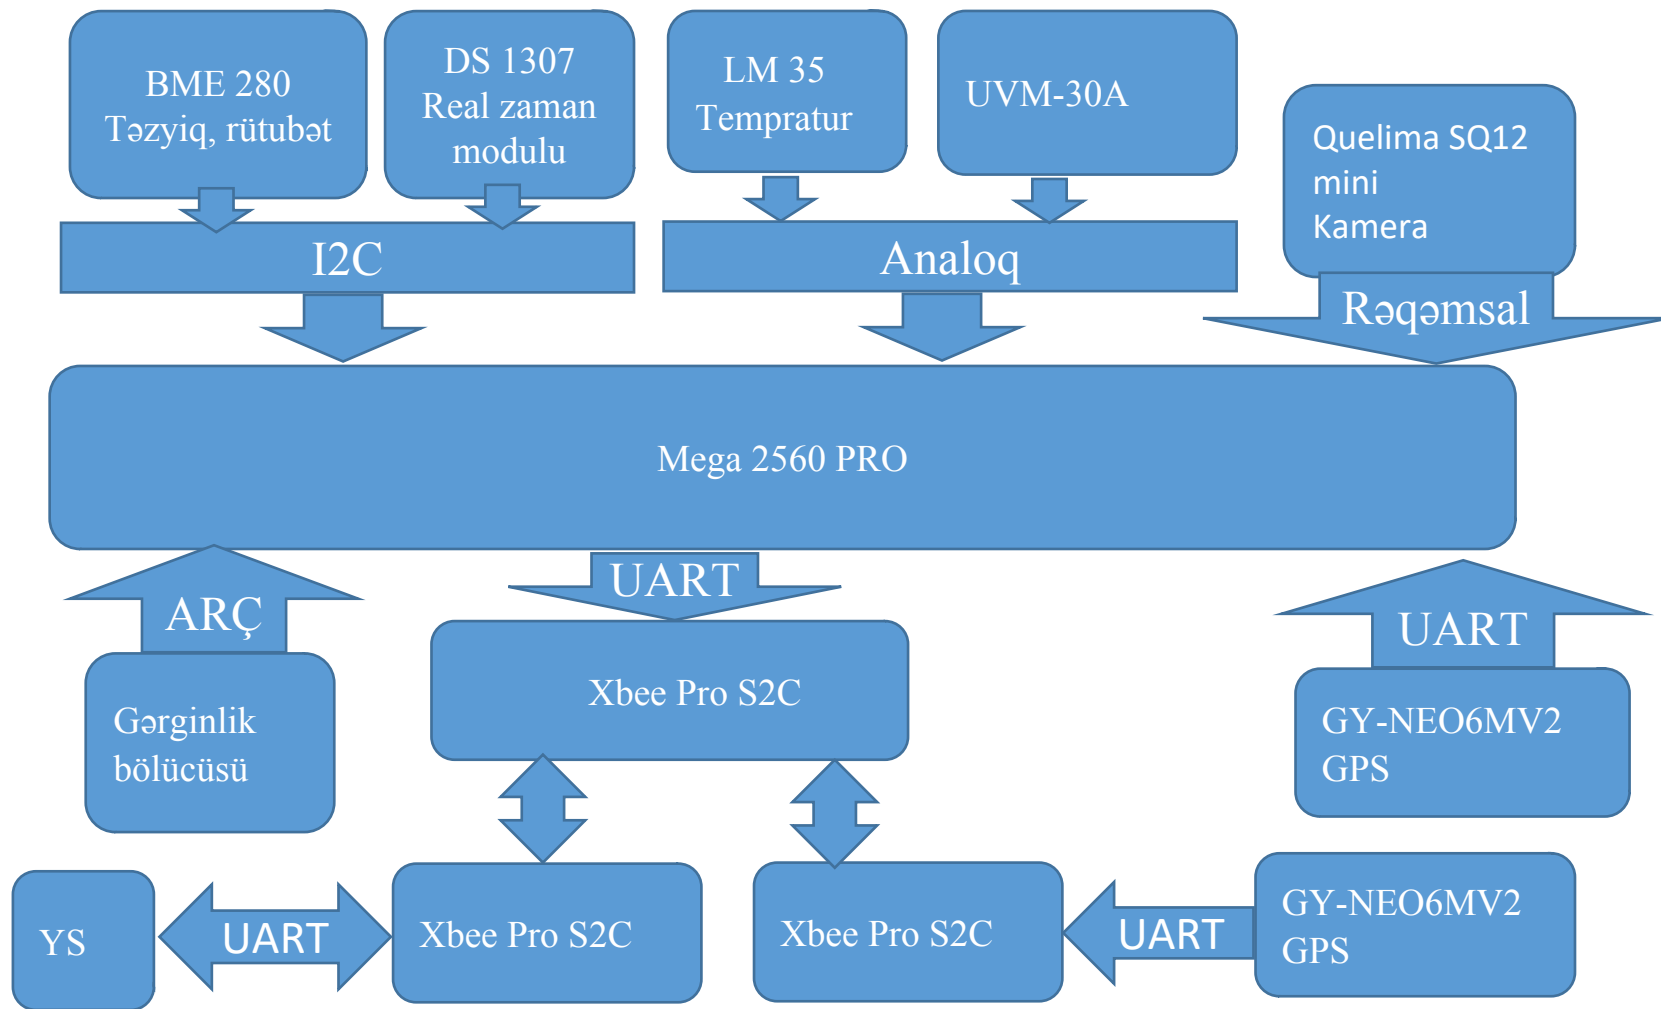 BME 280
Təzyiq, rütubət
DS 1307
Real zaman
modulu
LM 35
Tempratur
UVM-30A
Quelima SQ12
mini
Kamera
I2C
Analoq
Rəqəmsal
Mega 2560 PRO
ARÇ
UART
UART
Gərginlik
bölücüsü
Xbee Pro S2C
GY-NEO6MV2
GPS
YS
UART
Xbee Pro S2C
Xbee Pro S2C
UART
GY-NEO6MV2
GPS